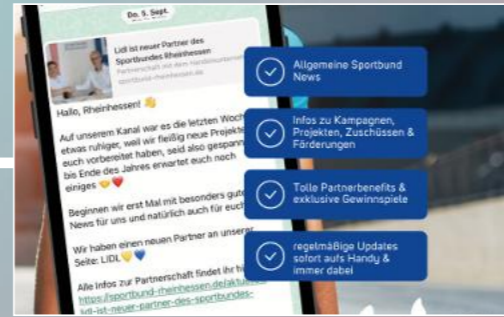 Do. 5. Sept.
Lidl ist neuer Partner des
Sportbundes Rheinhessen
Partnerschaft mit dem
sportbund-rheinhessen.de
Hallo, Rheinhessen! 👋
Auf unserem Kanal war es die letzten Woch
etwas ruhiger, weil wir fleißig neue Projekte
euch vorbereitet haben, seid also gespann
bis Ende des Jahres erwartet euch noch
einiges 🧡❤️
Beginnen wir erst Mal mit besonders gute
News für uns und natürlich auch für euch
Wir haben einen neuen Partner an unserer
Seite: LIDL💛💙
Alle Infos zur Partnerschaft findet ihr hi
https://sportbund-rheinhessen.de/aktu
lidl-ist-neuer-partner-des-sportbundes-
Allgemeine Sportbund
News
Infos zu Kampagnen,
Projekten, Zuschüssen &
Förderungen
Tolle Partnerbenefits &
exklusive Gewinnspiele
regelmäßige Updates
sofort aufs Handy &
immer dabei